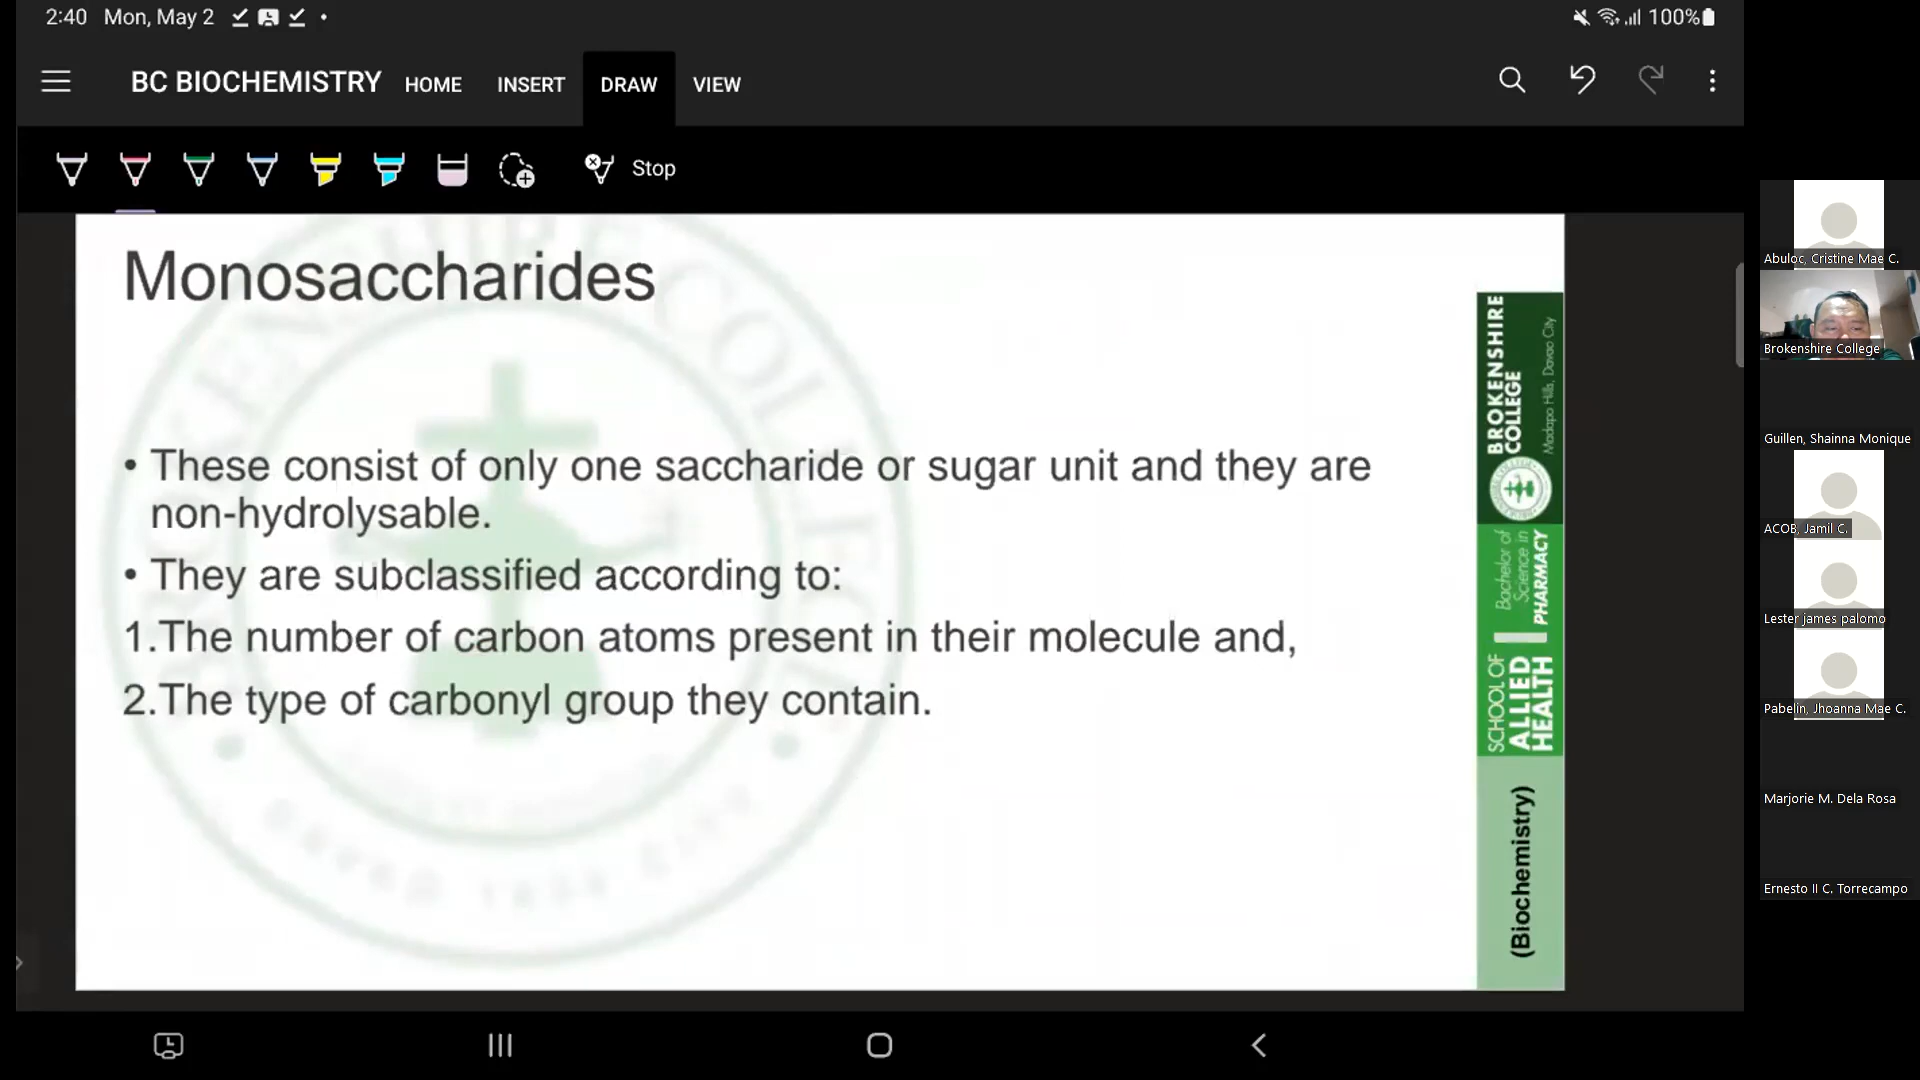 2:40 Mon, May 2
100%
BC BIOCHEMISTRY HOME INSERT DRAW VIEW
Stop
Monosaccharides
• These consist of only one saccharide or sugar unit and they are
non-hydrolysable.
• They are subclassified according to:
1.The number of carbon atoms present in their molecule and,
2.The type of carbonyl group they contain.
BROKENSHIRE
COLLEGE
Madapo Hills, Davao City
Bachelor of
Science in
PHARMACY
SCHOOL OF
ALLIED
HEALTH
(Biochemistry)
Abuloc, Cristine Mae C.
Brokenshire College
Guillen, Shainna Monique
ACOB, Jamil C.
Lester james palomo
Pabelin, Jhoanna Mae C.
Marjorie M. Dela Rosa
Ernesto II C. Torrecampo